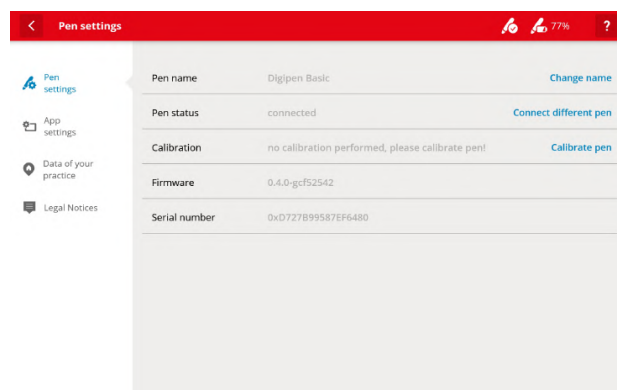 Pen settings
77%
?
Pen
settings
App
settings
Data of your
practice
Legal Notices
Pen name
Digipen Basic
Change name
Pen status
connected
Connect different pen
Calibration
no calibration performed, please calibrate pen!
Calibrate pen
Firmware
0.4.0-gcf52542
Serial number
0xD727B99587EF6480